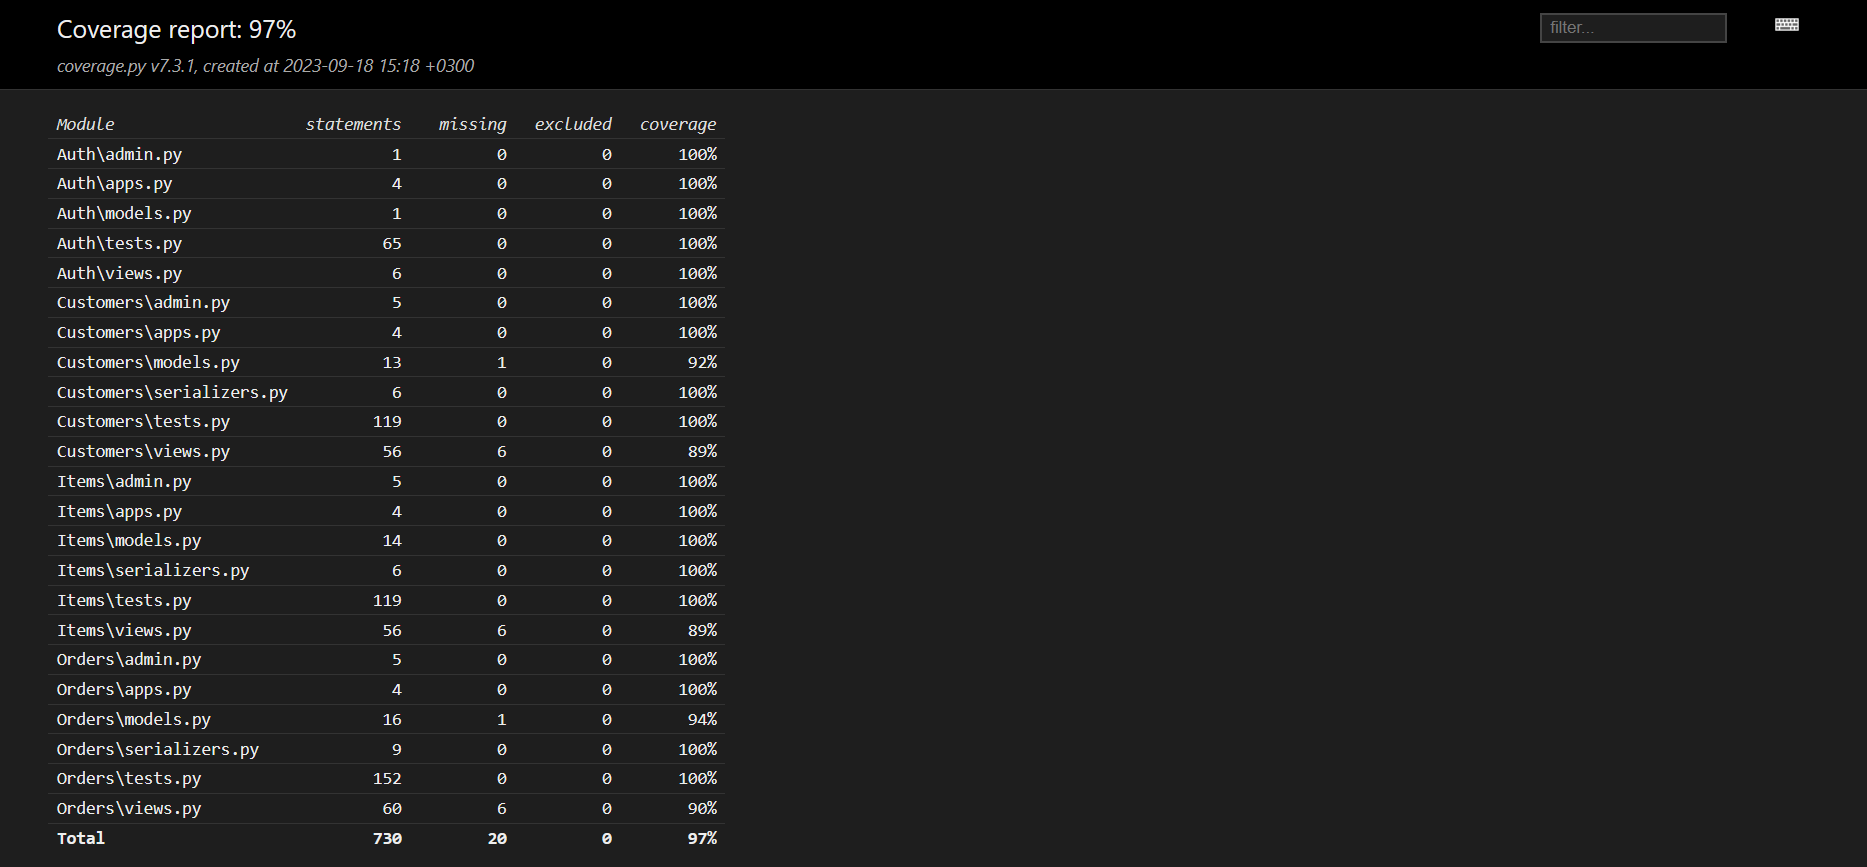 Coverage report: 97%
filter...
coverage.py v7.3.1, created at 2023-09-18 15:18 +0300
Module statements missing excluded coverage
Auth\admin.py 1 0 0 100%
Auth\apps.py 4 0 0 100%
Auth\models.py 1 0 0 100%
Auth\tests.py 65 0 0 100%
Auth\views.py 6 0 0 100%
Customers\admin.py 5 0 0 100%
Customers\apps.py 4 0 0 100%
Customers\models.py 13 1 0 92%
Customers\serializers.py 6 0 0 100%
Customers\tests.py 119 0 0 100%
Customers\views.py 56 6 0 89%
Items\admin.py 5 0 0 100%
Items\apps.py 4 0 0 100%
Items\models.py 14 0 0 100%
Items\serializers.py 6 0 0 100%
Items\tests.py 119 0 0 100%
Items\views.py 56 6 0 89%
Orders\admin.py 5 0 0 100%
Orders\apps.py 4 0 0 100%
Orders\models.py 16 1 0 94%
Orders\serializers.py 9 0 0 100%
Orders\tests.py 152 0 0 100%
Orders\views.py 60 6 0 90%
Total 730 20 0 97%